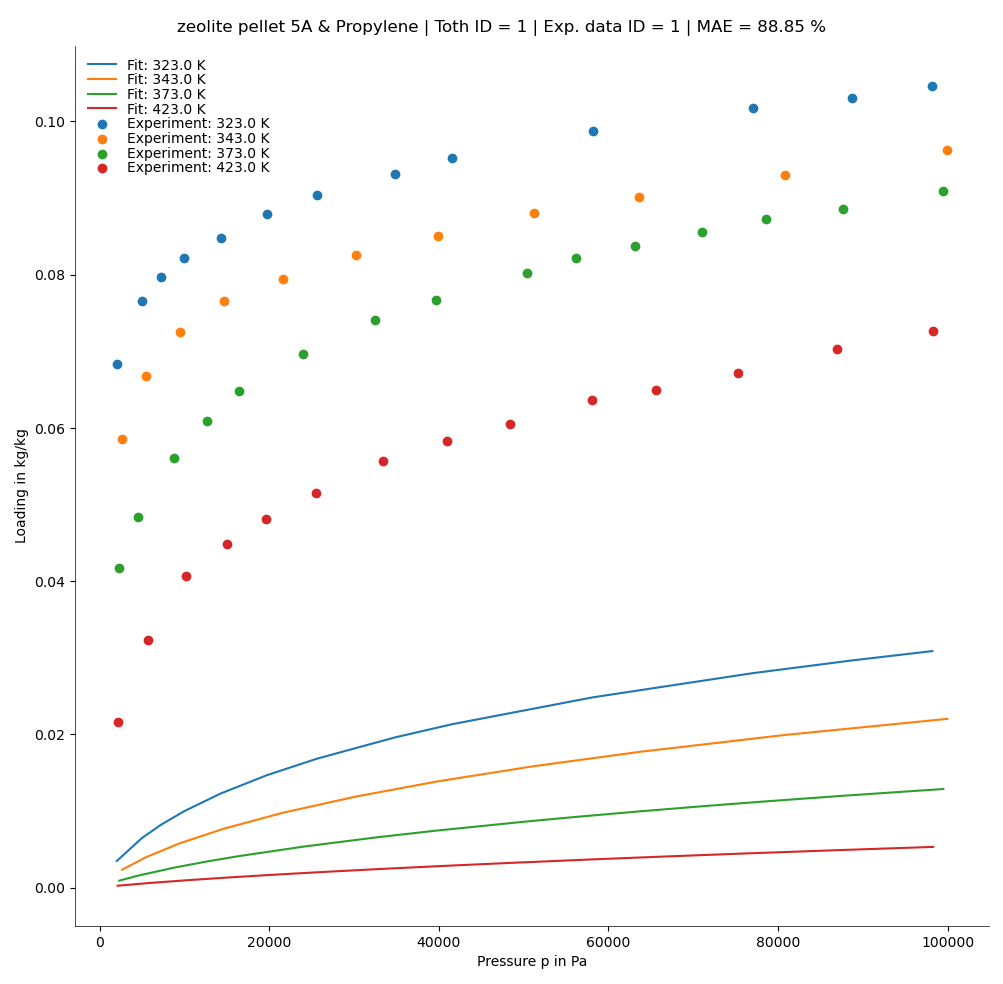 zeolite pellet 5A & Propylene | Toth ID = 1 | Exp. data ID = 1 | MAE = 88.85 %
Fit: 323.0 K
Fit: 343.0 K
Fit: 373.0 K
Fit: 423.0 K
Experiment: 323.0 K
Experiment: 343.0 K
Experiment: 373.0 K
Experiment: 423.0 K
0.10
0.08
0.06
0.04
0.02
0.00
Loading in kg/kg
0 20000 40000 60000 80000 100000
Pressure p in Pa